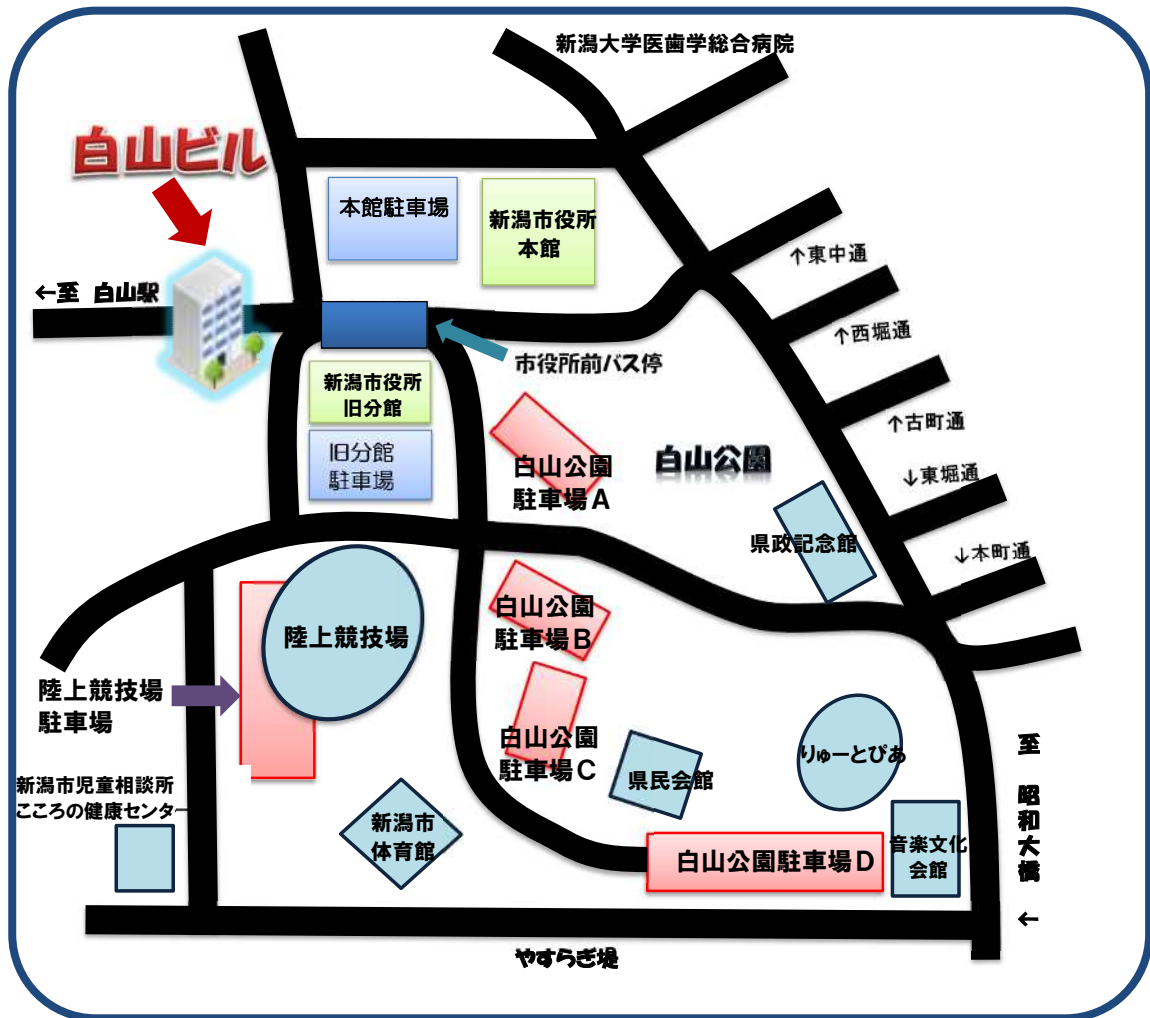 新潟大学医歯学総合病院
白山ビル
本館駐車場
新潟市役所
本館
↑東中通
←至 白山駅
↑西堀通
市役所前バス停
新潟市役所
旧分館
↑古町通
旧分館
駐車場
白山公園
駐車場A
白山公園
↓東堀通
県政記念館
↓本町通
白山公園
駐車場B
陸上競技場
陸上競技場
駐車場
白山公園
駐車場C
県民会館
りゅーとぴあ
至 昭和大橋 ←
新潟市児童相談所
こころの健康センター
新潟市
体育館
白山公園駐車場D
音楽文化
会館
やすらぎ堤